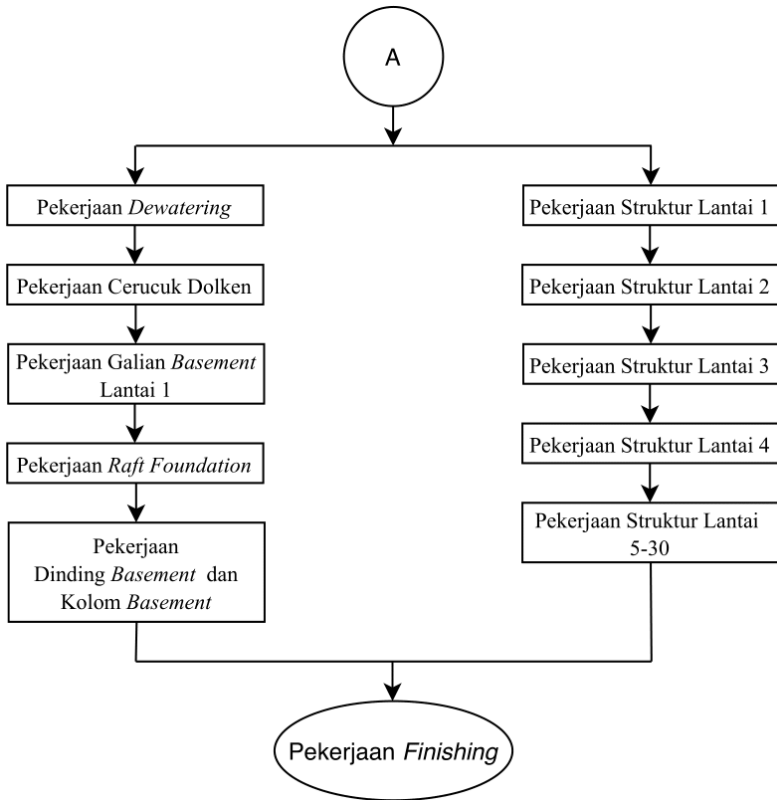 A
Pekerjaan Dewatering
Pekerjaan Cerucuk Dolken
Pekerjaan Galian Basement
Lantai 1
Pekerjaan Raft Foundation
Pekerjaan
Dinding Basement dan
Kolom Basement
Pekerjaan Struktur Lantai 1
Pekerjaan Struktur Lantai 2
Pekerjaan Struktur Lantai 3
Pekerjaan Struktur Lantai 4
Pekerjaan Struktur Lantai
5-30
Pekerjaan Finishing